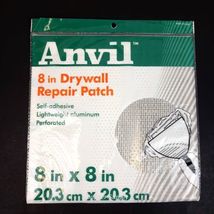 Anvil™
8 in Drywall
Repair Patch
Self-adhesive
Lightweight aluminum
Perforated
8 in x 8 in
20.3 cm x 20.3 cm